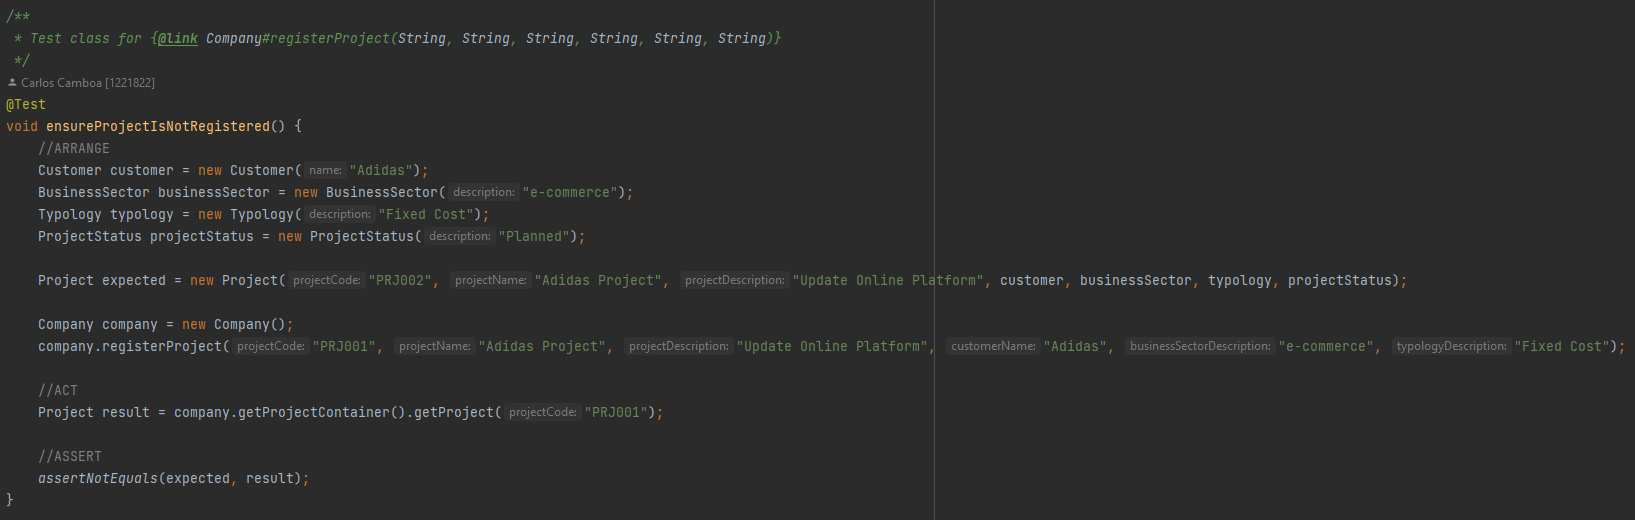 /**
 * Test class for {@link Company#registerProject(String, String, String, String, String, String)}
 */
Carlos Camboa [1221822]
@Test
void ensureProjectIsNotRegistered() {
    //ARRANGE
    Customer customer = new Customer( name: "Adidas");
    BusinessSector businessSector = new BusinessSector( description: "e-commerce");
    Typology typology = new Typology( description: "Fixed Cost");
    ProjectStatus projectStatus = new ProjectStatus( description: "Planned");

    Project expected = new Project( projectCode: "PRJ002", projectName: "Adidas Project", projectDescription: "Update Online Platform", customer, businessSector, typology, projectStatus);

    Company company = new Company();
    company.registerProject( projectCode: "PRJ001", projectName: "Adidas Project", projectDescription: "Update Online Platform", customerName: "Adidas", businessSectorDescription: "e-commerce", typologyDescription: "Fixed Cost");

    //ACT
    Project result = company.getProjectContainer().getProject( projectCode: "PRJ001");

    //ASSERT
    assertNotEquals(expected, result);
}